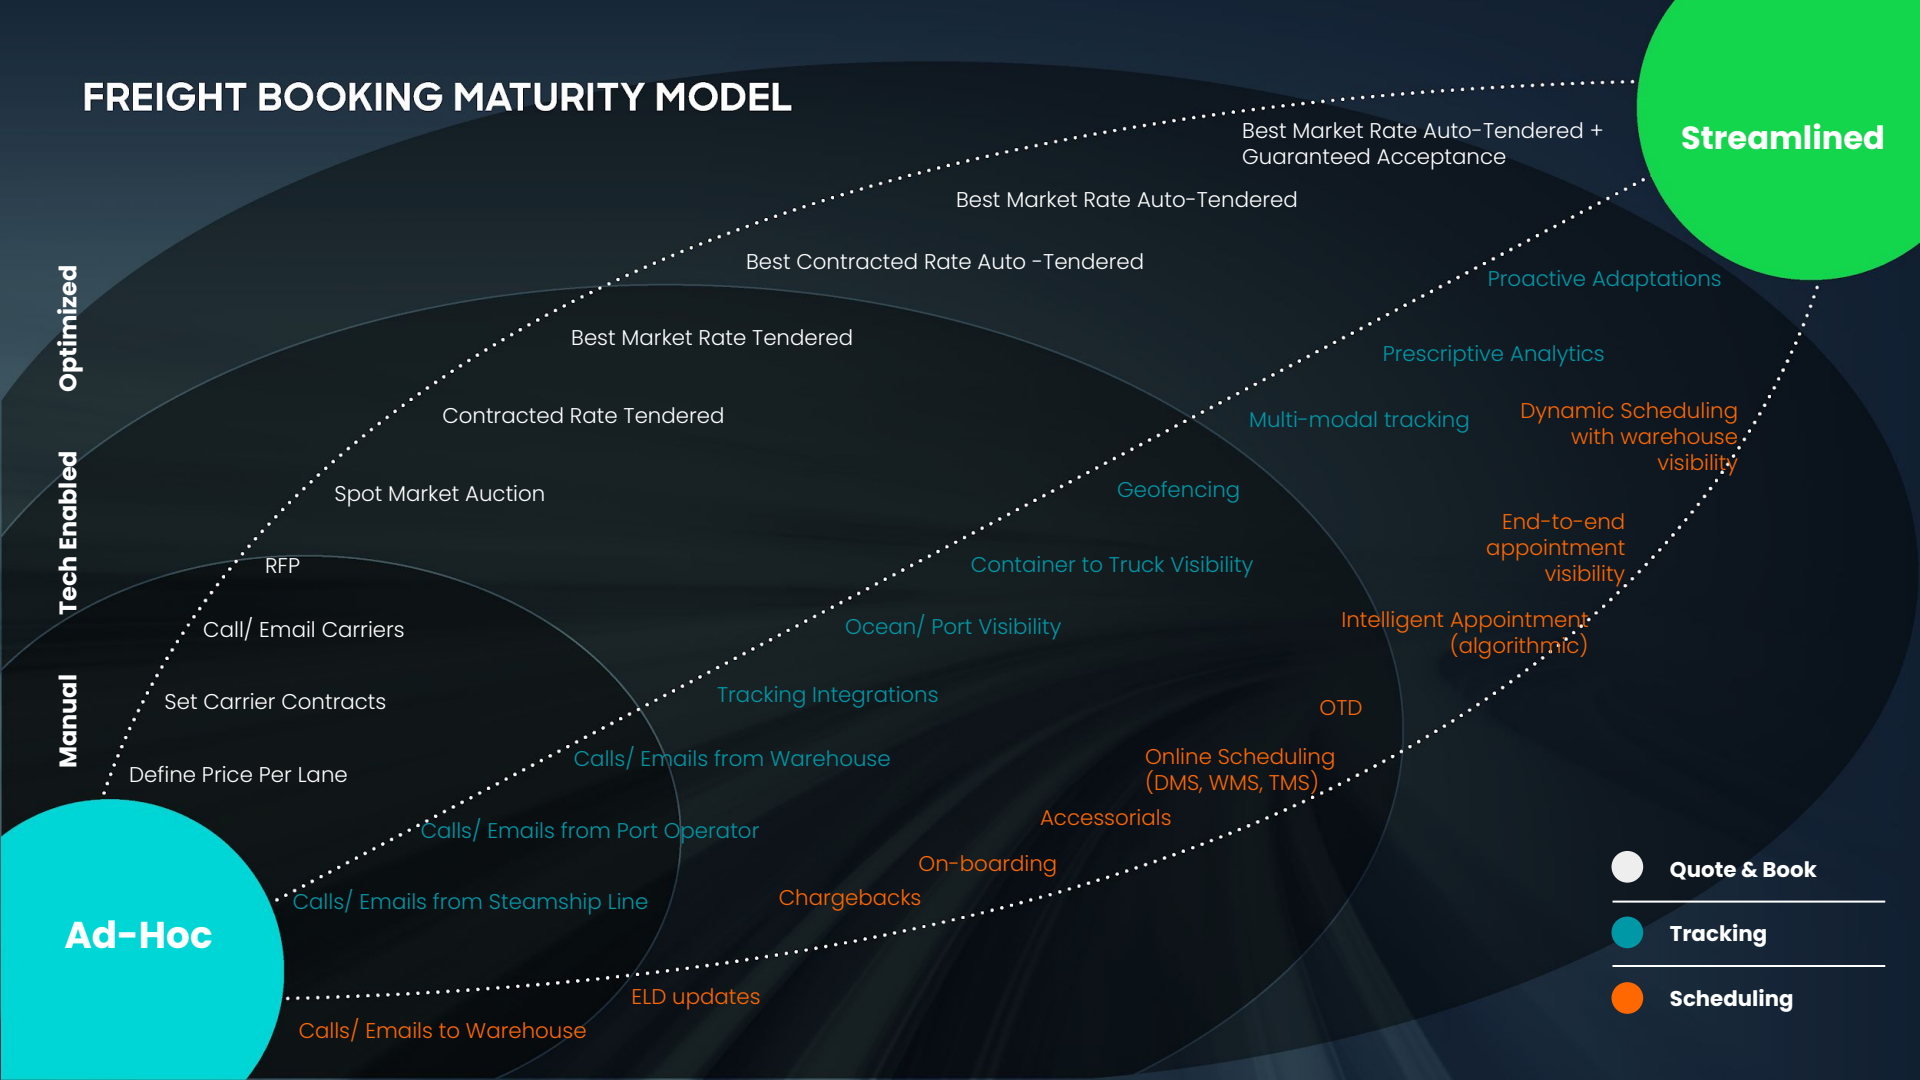 FREIGHT BOOKING MATURITY MODEL
Streamlined
Best Market Rate Auto-Tendered +
Guaranteed Acceptance
Best Market Rate Auto-Tendered
Best Contracted Rate Auto -Tendered
Best Market Rate Tendered
Contracted Rate Tendered
Spot Market Auction
RFP
Call/ Email Carriers
Set Carrier Contracts
Define Price Per Lane
Optimized
Tech Enabled
Manual
Proactive Adaptations
Prescriptive Analytics
Multi-modal tracking
Geofencing
Container to Truck Visibility
Ocean/ Port Visibility
Tracking Integrations
Calls/ Emails from Warehouse
Calls/ Emails from Port Operator
Calls/ Emails from Steamship Line
Dynamic Scheduling
with warehouse
visibility
End-to-end
appointment
visibility
Intelligent Appointment
(algorithmic)
OTD
Online Scheduling
(DMS, WMS, TMS)
Accessorials
On-boarding
Chargebacks
ELD updates
Calls/ Emails to Warehouse
Ad-Hoc
Quote & Book
Tracking
Scheduling